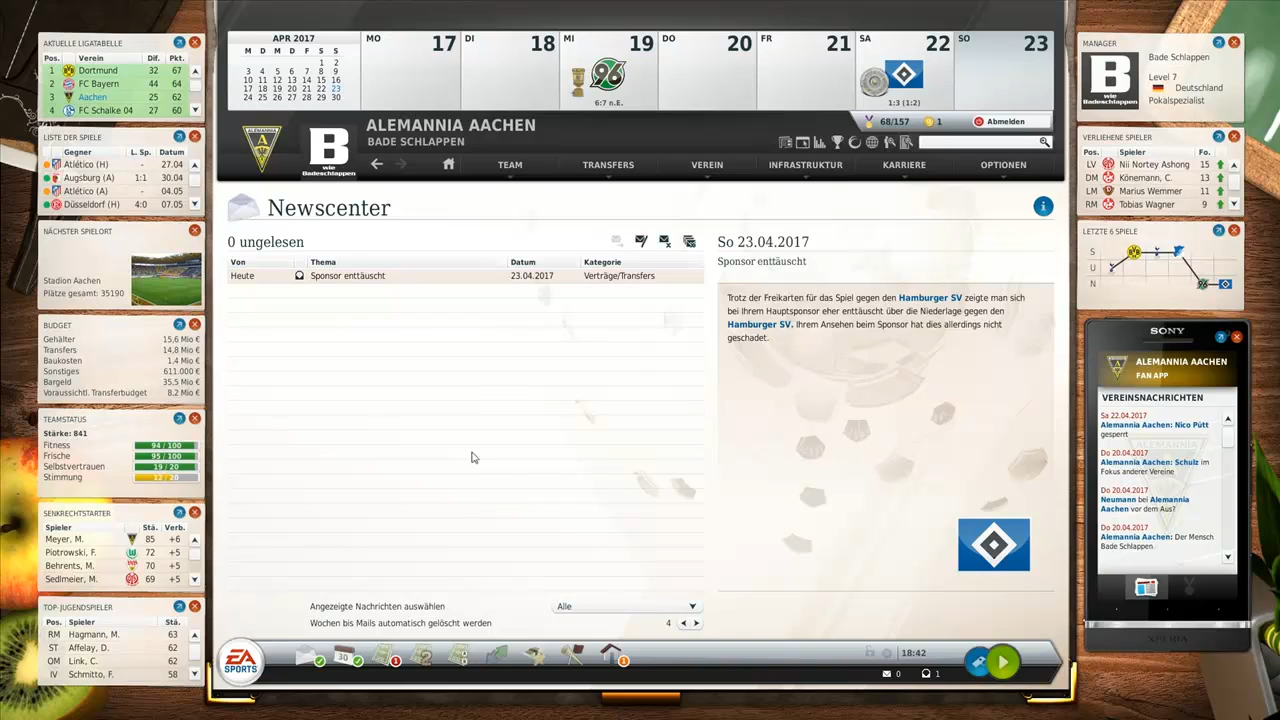 AKTUELLE LIGATABELLE
Pos. Verein Dif. Pkt.
1 Dortmund 32 67
2 FC Bayern 44 64
3 Aachen 25 62
4 FC Schalke 04 27 60
LISTE DER SPIELE
Gegner L. Sp. Datum
Atlético (H) - 27.04
Augsburg (A) 1:1 30.04
Atlético (A) - 04.05
Düsseldorf (H) 4:0 07.05
NÄCHSTER SPIELORT
Stadion Aachen
Plätze gesamt: 35190
BUDGET
Gehälter 15,6 Mio €
Transfers 14,8 Mio €
Baukosten 1,4 Mio €
Sonstiges 611.000 €
Bargeld 35,5 Mio €
Voraussichtl. Transferbudget 8,2 Mio €
TEAMSTATUS
Stärke: 841
Fitness 94 / 100
Frische 95 / 100
Selbstvertrauen 19 / 20
Stimmung 12 / 20
SENKRECHTSTARTER
Spieler Stä. Verb.
Meyer, M. 85 +6
Piotrowski, F. 72 +5
Behrents, M. 70 +5
Sedlmeier, M. 69 +5
TOP-JUGENDSPIELER
Pos. Spieler Stä.
RM Hagmann, M. 63
ST Affelay, D. 62
OM Link, C. 62
IV Schmitto, F. 58
APR 2017
M D M D F S S
1 2
3 4 5 6 7 8 9
10 11 12 13 14 15 16
17 18 19 20 21 22 23
24 25 26 27 28 29 30
MO 17
DI 18
MI 19
96
6:7 n.E.
DO 20
FR 21
SA 22
1:3 (1:2)
SO 23
68/157 1 Abmelden
ALEMANNIA
B
wie
Badeschlappen
ALEMANNIA AACHEN
BADE SCHLAPPEN
TEAM TRANSFERS VEREIN INFRASTRUKTUR KARRIERE OPTIONEN
Newscenter
0 ungelesen
Von Thema Datum Kategorie
Heute Sponsor enttäuscht 23.04.2017 Verträge/Transfers
So 23.04.2017
Sponsor enttäuscht
Trotz der Freikarten für das Spiel gegen den Hamburger SV zeigte man sich
bei Ihrem Hauptsponsor eher enttäuscht über die Niederlage gegen den
Hamburger SV. Ihrem Ansehen beim Sponsor hat dies allerdings nicht
geschadet.
Angezeigte Nachrichten auswählen Alle
Wochen bis Mails automatisch gelöscht werden 4
EA
SPORTS
30
1
2
1
18:42
0 1
MANAGER
B
wie
Badeschlappen
Bade Schlappen
Level 7
Deutschland
Pokalspezialist
VERLIEHENE SPIELER
Pos. Spieler Fo.
LV Nii Nortey Ashong 15
DM Könemann, C. 13
LM Marius Wemmer 11
RM Tobias Wagner 9
LETZTE 6 SPIELE
S
U
N
SONY
ALEMANNIA AACHEN
FAN APP
VEREINSNACHRICHTEN
Sa 22.04.2017
Alemannia Aachen: Nico Pütt
gesperrt
Do 20.04.2017
Alemannia Aachen: Schulz im
Fokus anderer Vereine
Do 20.04.2017
Neumann bei Alemannia
Aachen vor dem Aus?
Do 20.04.2017
Alemannia Aachen: Der Mensch
Bade Schlappen
XPERIA